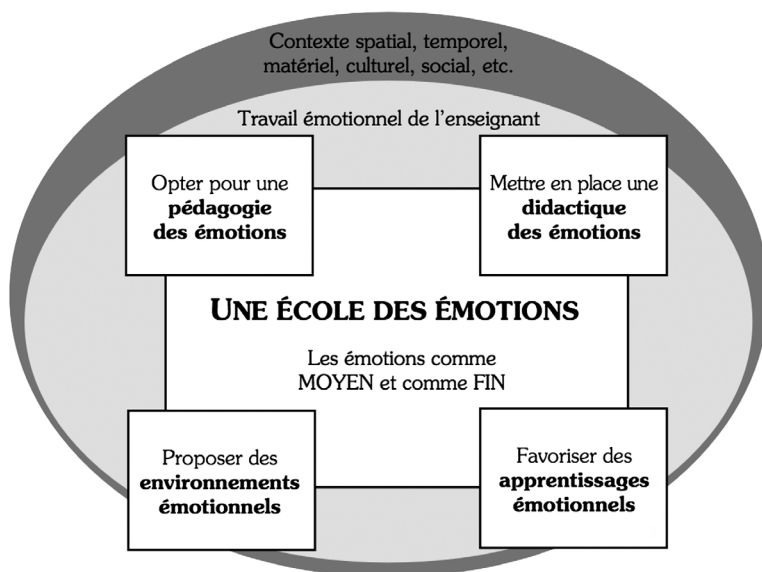 Contexte spatial, temporel,
matériel, culturel, social, etc.
Travail émotionnel de l’enseignant
Opter pour une
pédagogie
des émotions
Mettre en place une
didactique
des émotions
UNE ÉCOLE DES ÉMOTIONS
Les émotions comme
MOYEN et comme FIN
Proposer des
environnements
émotionnels
Favoriser des
apprentissages
émotionnels